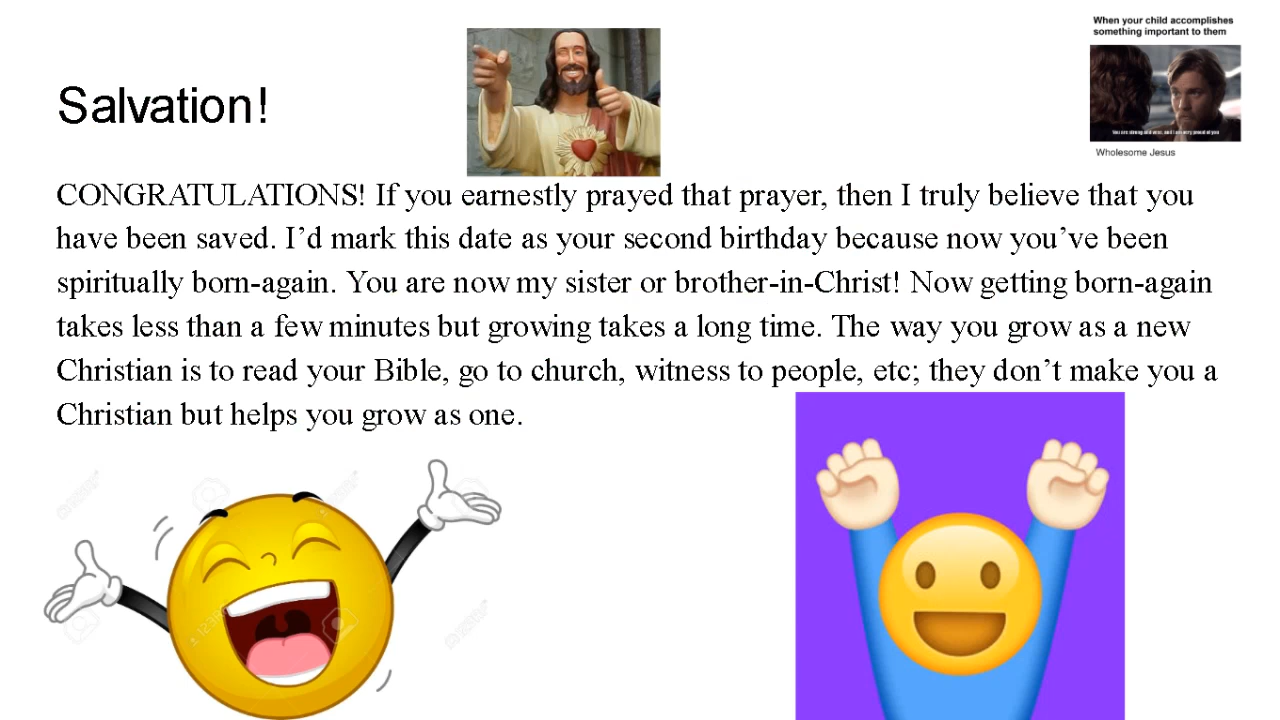 When your child accomplishes
something important to them
Salvation!
Wholesome Jesus
CONGRATULATIONS! If you earnestly prayed that prayer, then I truly believe that you
have been saved. I’d mark this date as your second birthday because now you’ve been
spiritually born-again. You are now my sister or brother-in-Christ! Now getting born-again
takes less than a few minutes but growing takes a long time. The way you grow as a new
Christian is to read your Bible, go to church, witness to people, etc; they don’t make you a
Christian but helps you grow as one.